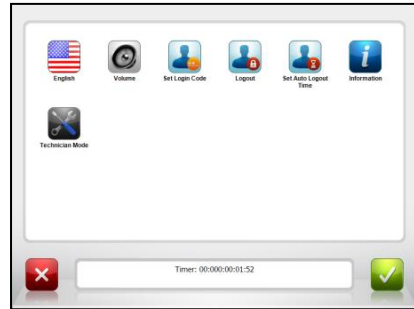 English
Volume
Set Login Code
Logout
Set Auto Logout
Time
Information
Technician Mode
Timer: 00:000:00:01:52